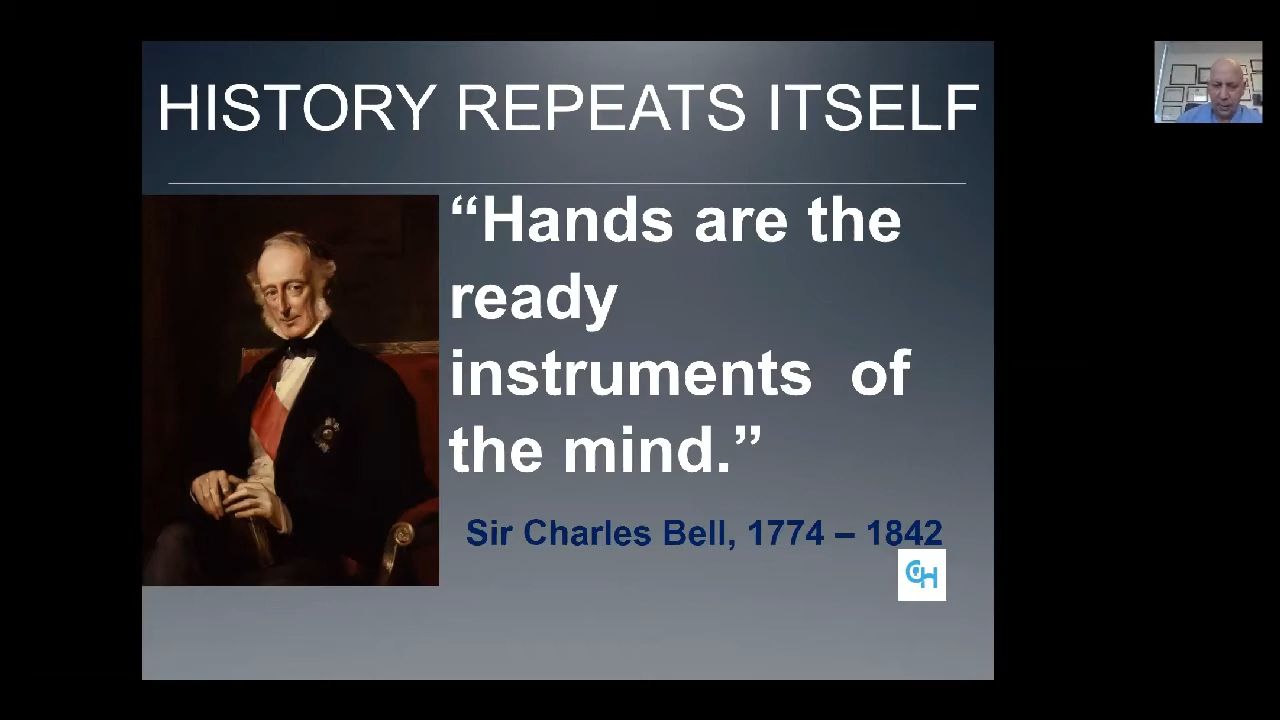 HISTORY REPEATS ITSELF
“Hands are the
ready
instruments of
the mind.”
Sir Charles Bell, 1774 – 1842